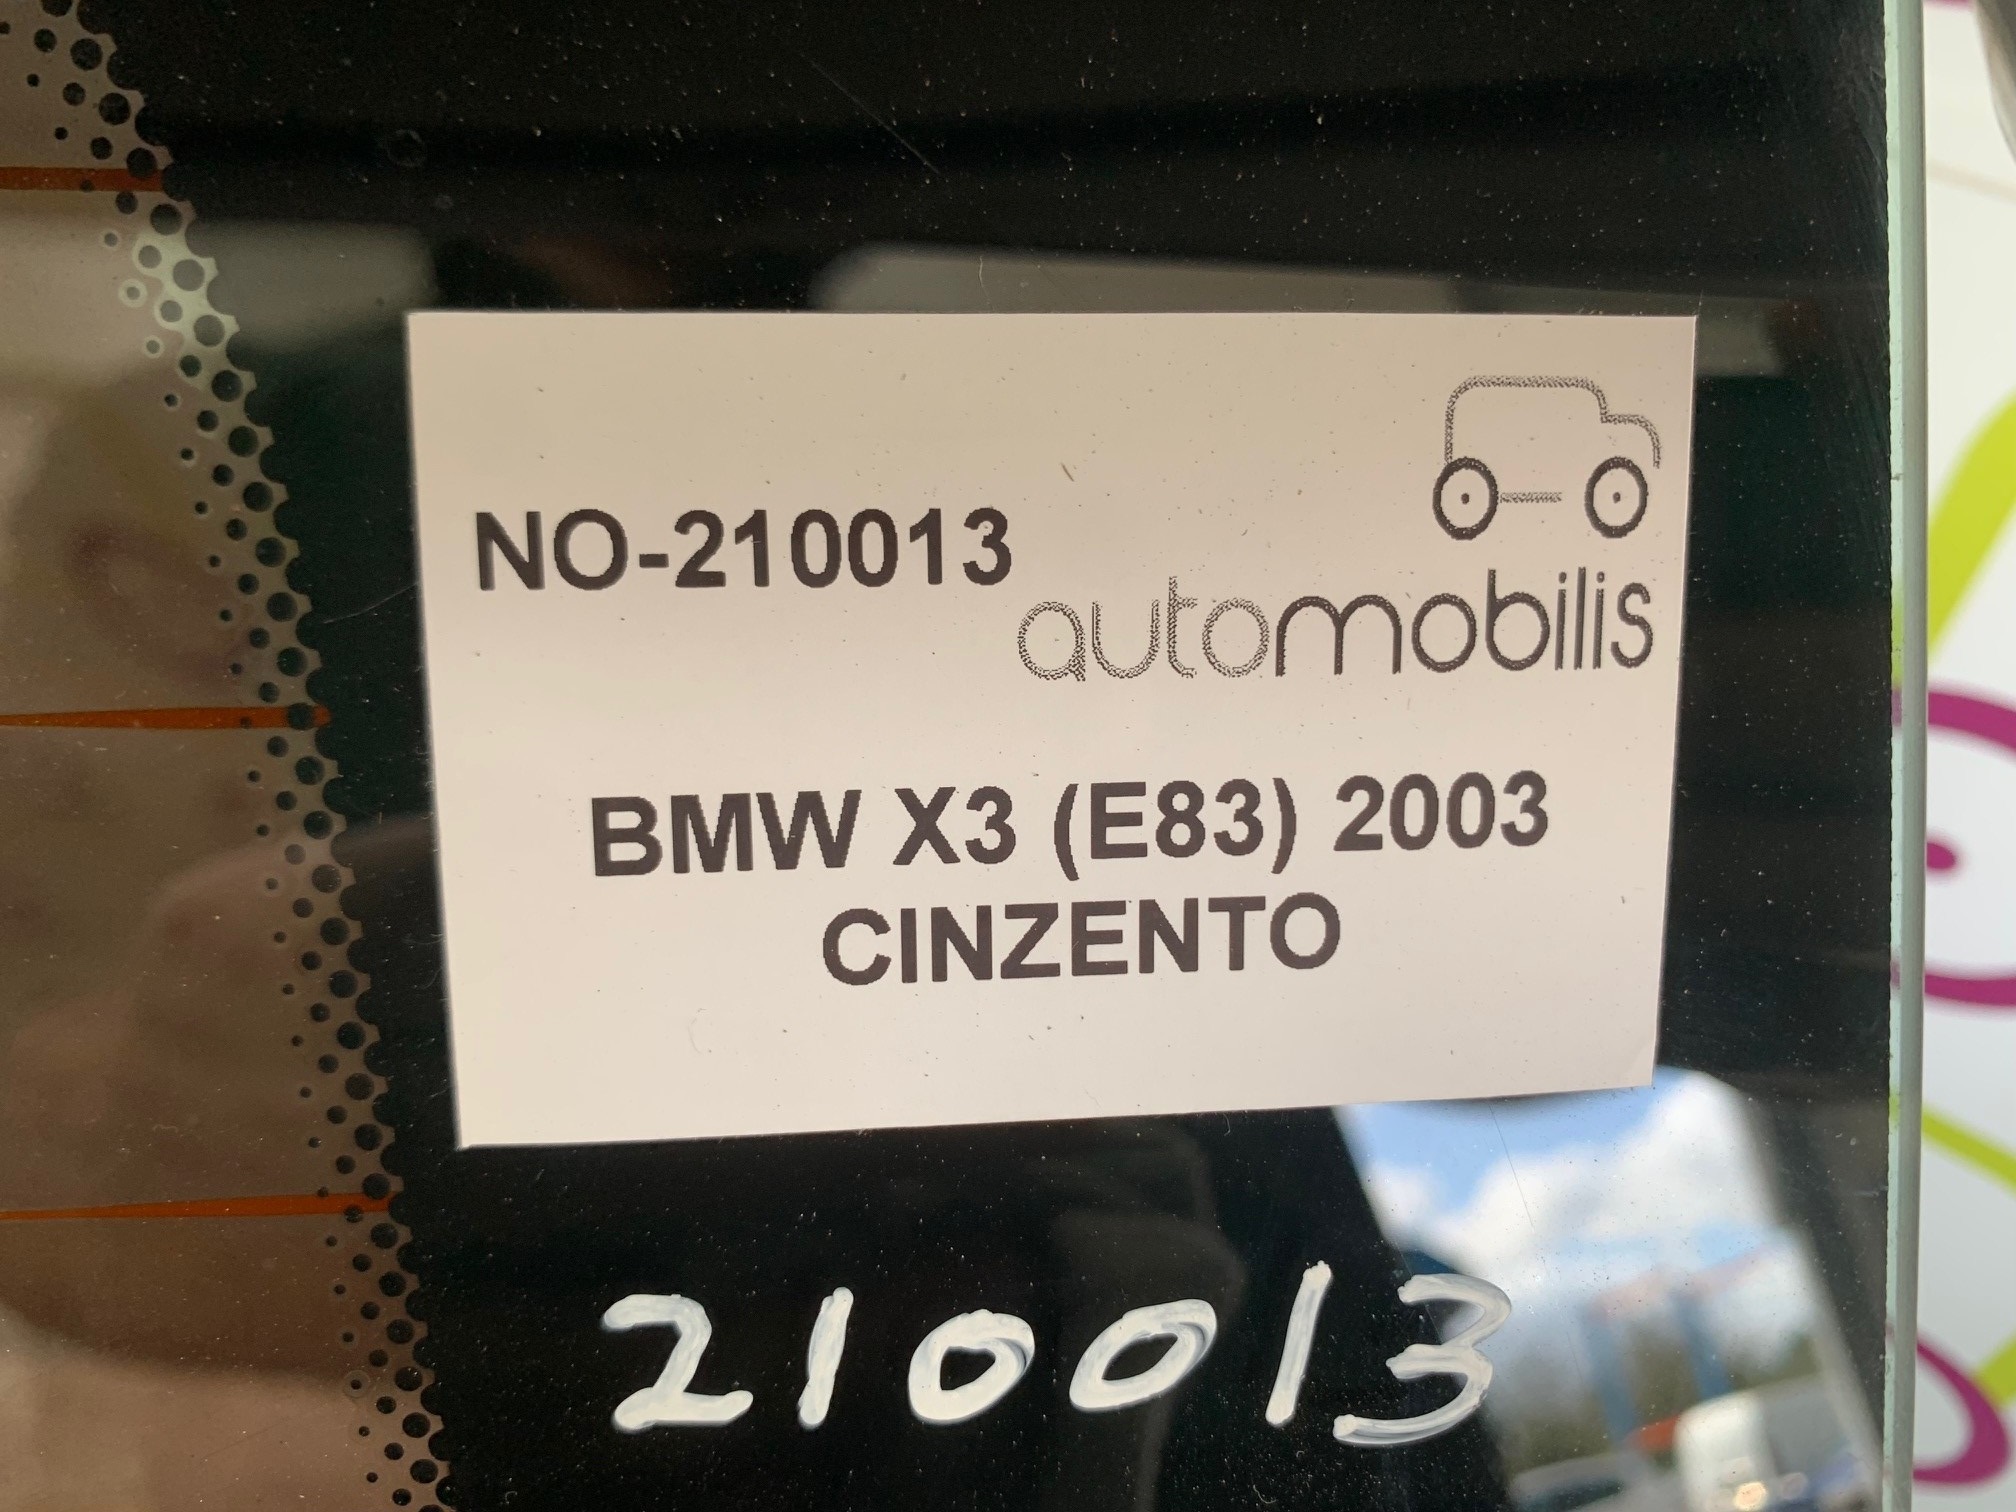 NO-210013
automobilis
BMW X3 (E83) 2003
CINZENTO
210013